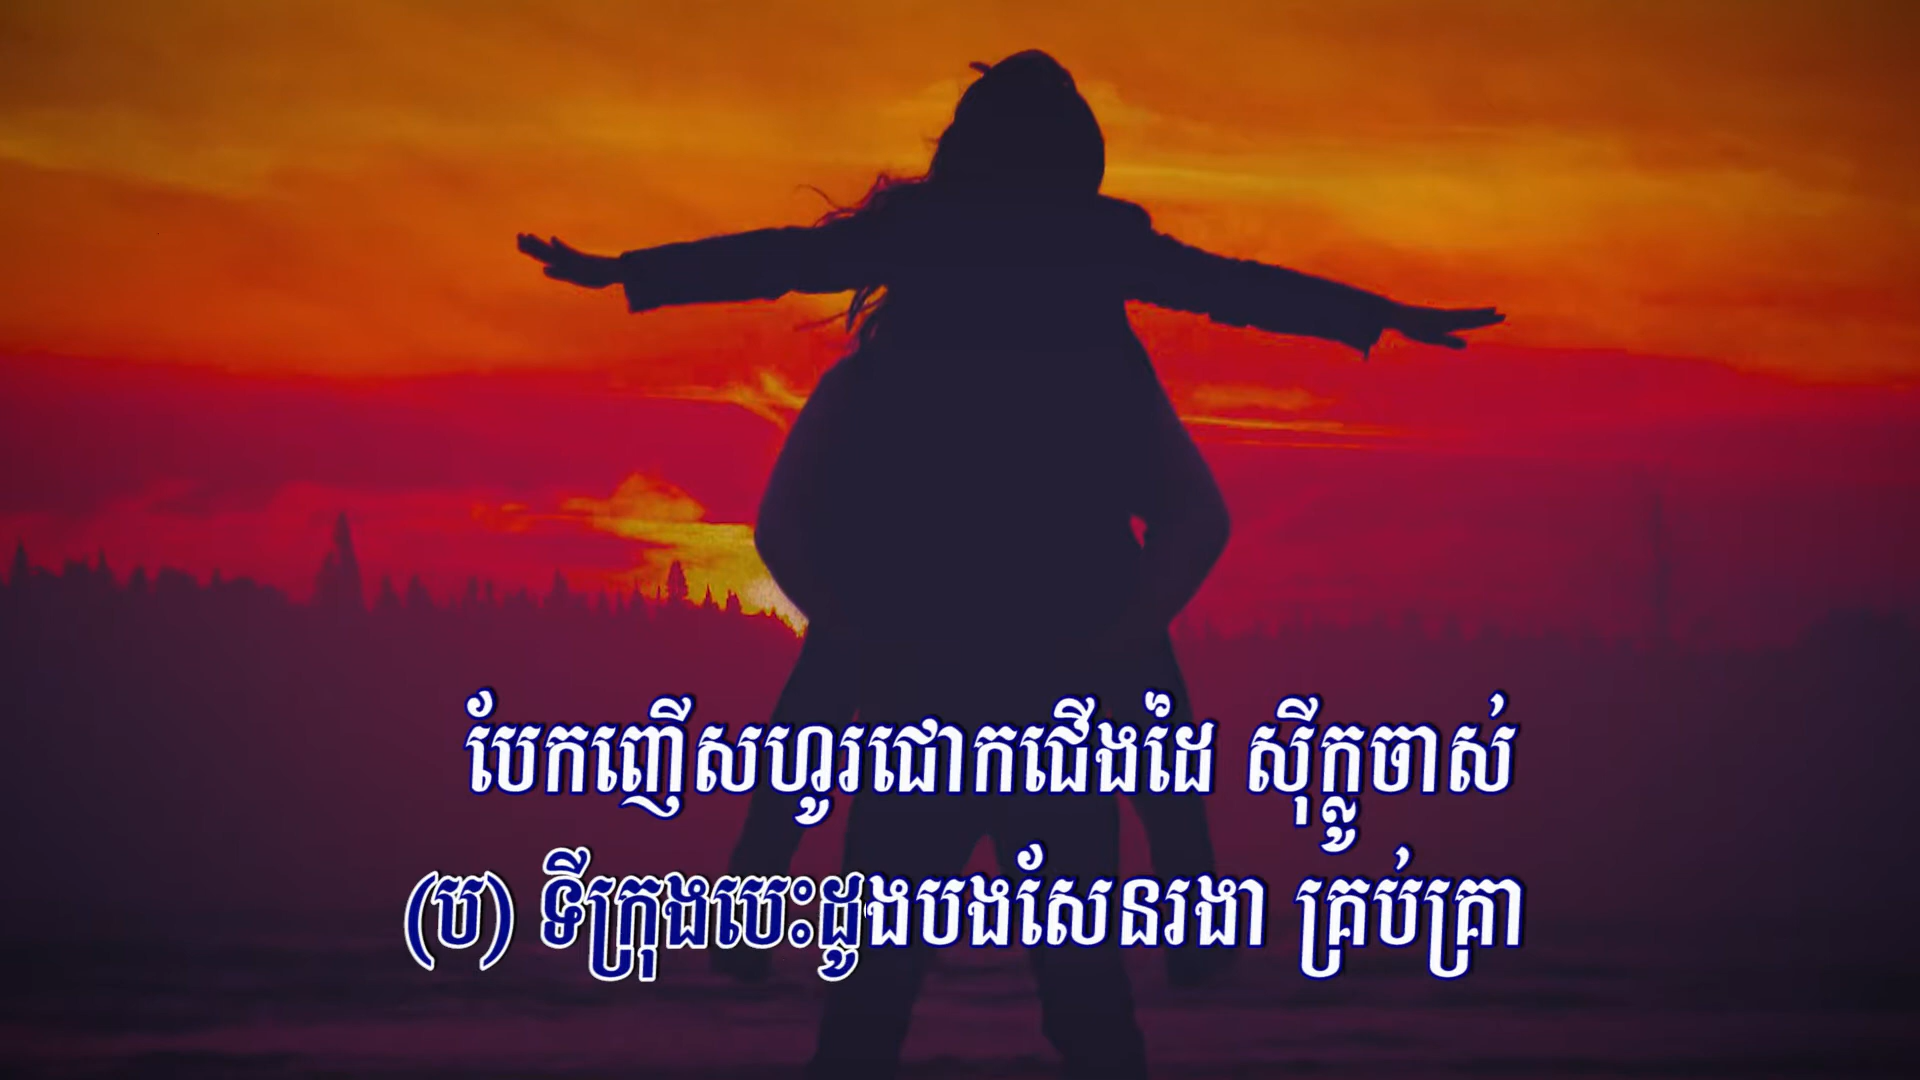 បែកញើសហូរជោកជើងដៃ ស៊ីក្លូចាស់
(ប) ទីក្រុងបេះដូងបងសែនរងា គ្រប់គ្រា